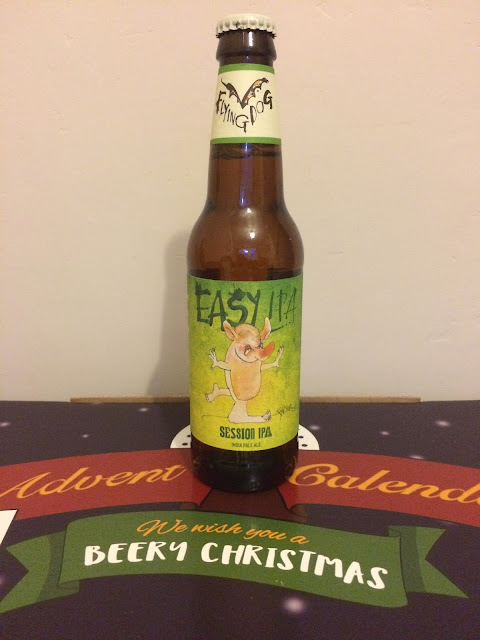 FLYING DOG
EASY IPA
SESSION IPA
INDIA PALE ALE
Advent Calend
We wish you a
BEERY CHRISTMAS